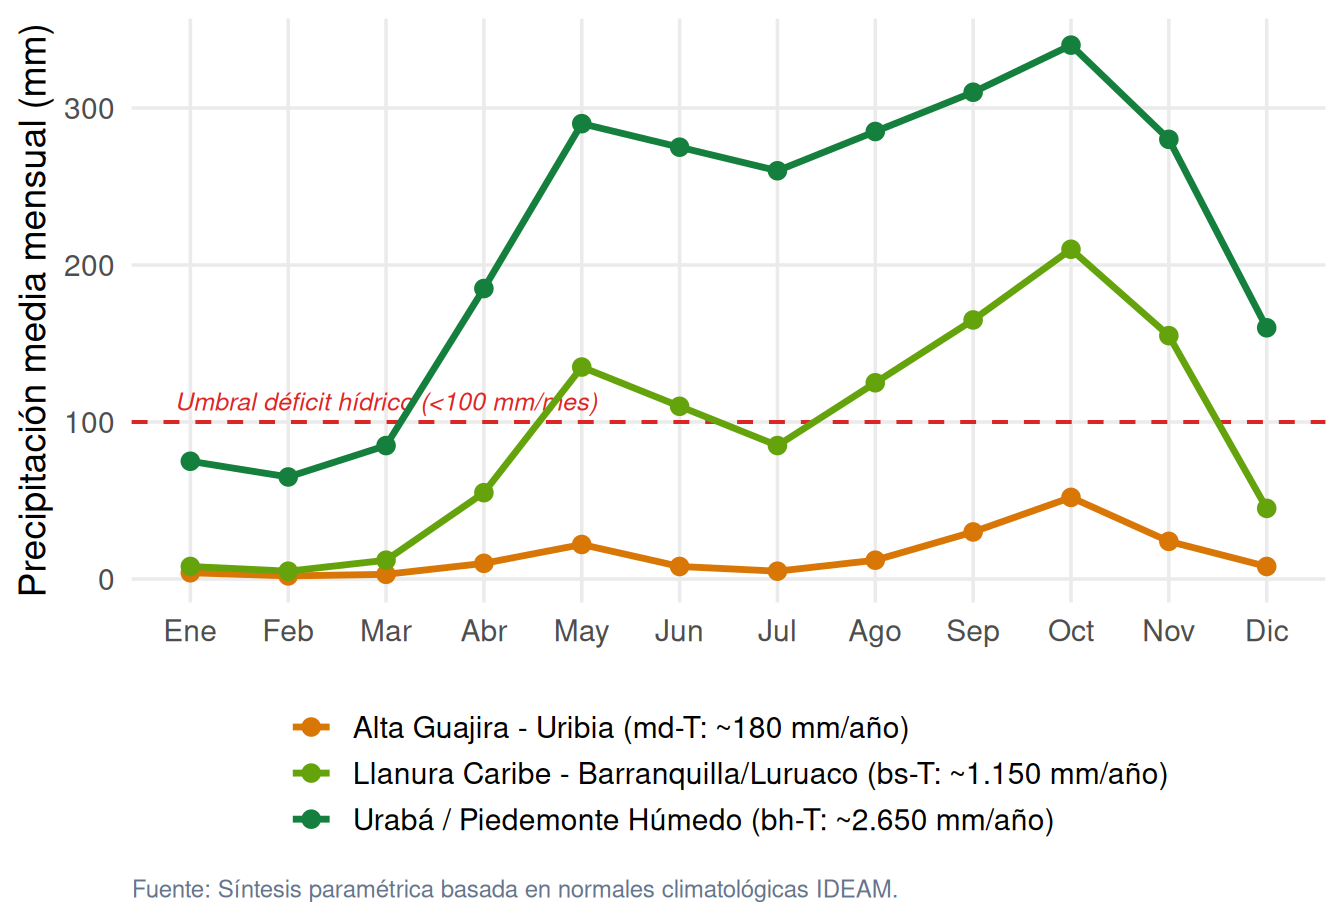 Precipitación media mensual (mm)
300
200
100
0
Umbral déficit hídrico (<100 mm/mes)
Ene Feb Mar Abr May Jun Jul Ago Sep Oct Nov Dic
Alta Guajira - Uribia (md-T: ~180 mm/año)
Llanura Caribe - Barranquilla/Luruaco (bs-T: ~1.150 mm/año)
Urabá / Piedemonte Húmedo (bh-T: ~2.650 mm/año)
Fuente: Síntesis paramétrica basada en normales climatológicas IDEAM.